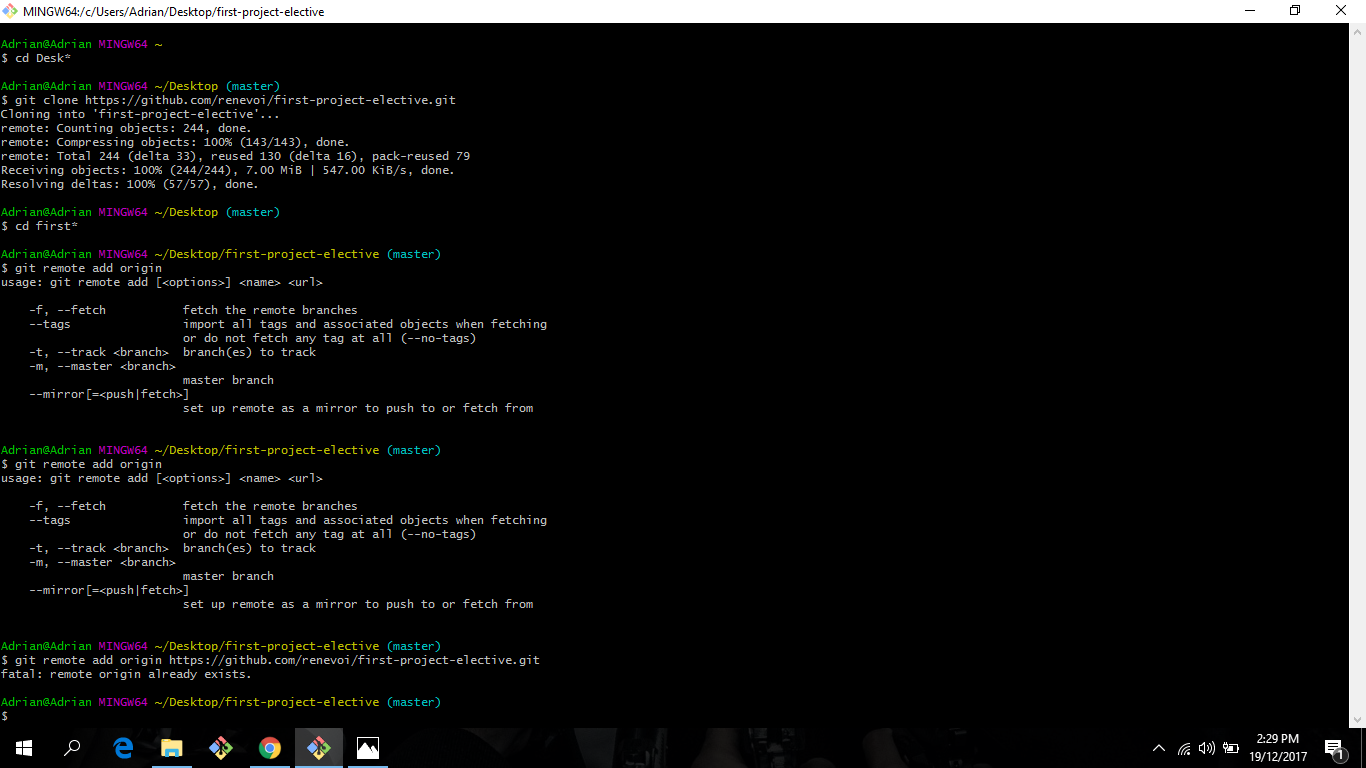 MINGW64:/c/Users/Adrian/Desktop/first-project-elective
Adrian@Adrian MINGW64 ~
$ cd Desk*
Adrian@Adrian MINGW64 ~/Desktop (master)
$ git clone https://github.com/renevoi/first-project-elective.git
Cloning into 'first-project-elective'...
remote: Counting objects: 244, done.
remote: Compressing objects: 100% (143/143), done.
remote: Total 244 (delta 33), reused 130 (delta 16), pack-reused 79
Receiving objects: 100% (244/244), 7.00 MiB | 547.00 KiB/s, done.
Resolving deltas: 100% (57/57), done.
Adrian@Adrian MINGW64 ~/Desktop (master)
$ cd first*
Adrian@Adrian MINGW64 ~/Desktop/first-project-elective (master)
$ git remote add origin
usage: git remote add [<options>] <name> <url>
-f, --fetch fetch the remote branches
--tags import all tags and associated objects when fetching
or do not fetch any tag at all (--no-tags)
-t, --track <branch> branch(es) to track
-m, --master <branch>
master branch
--mirror[=<push|fetch>]
set up remote as a mirror to push to or fetch from
Adrian@Adrian MINGW64 ~/Desktop/first-project-elective (master)
$ git remote add origin
usage: git remote add [<options>] <name> <url>
-f, --fetch fetch the remote branches
--tags import all tags and associated objects when fetching
or do not fetch any tag at all (--no-tags)
-t, --track <branch> branch(es) to track
-m, --master <branch>
master branch
--mirror[=<push|fetch>]
set up remote as a mirror to push to or fetch from
Adrian@Adrian MINGW64 ~/Desktop/first-project-elective (master)
$ git remote add origin https://github.com/renevoi/first-project-elective.git
fatal: remote origin already exists.
Adrian@Adrian MINGW64 ~/Desktop/first-project-elective (master)
$
2:29 PM
19/12/2017
1